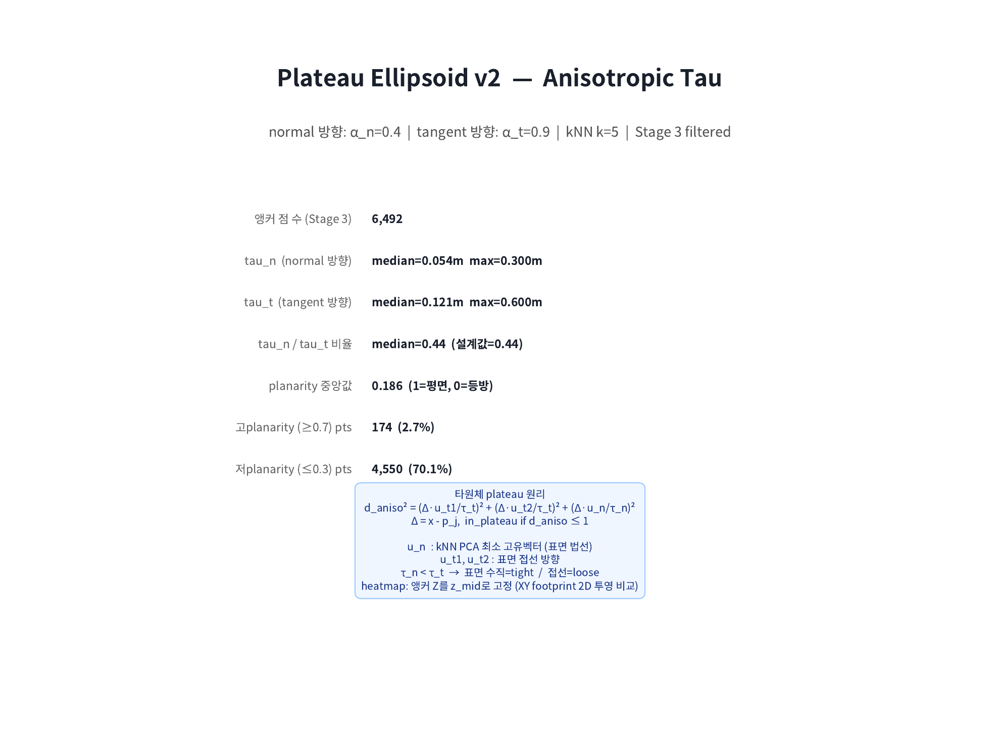 Plateau Ellipsoid v2 — Anisotropic Tau
normal 방향: α_n=0.4 | tangent 방향: α_t=0.9 | kNN k=5 | Stage 3 filtered
앵커 점 수 (Stage 3) 6,492
tau_n (normal 방향) median=0.054m max=0.300m
tau_t (tangent 방향) median=0.121m max=0.600m
tau_n / tau_t 비율 median=0.44 (설계값=0.44)
planarity 중앙값 0.186 (1=평면, 0=등방)
고planarity (≥0.7) pts 174 (2.7%)
저planarity (≤0.3) pts 4,550 (70.1%)
타원체 plateau 원리
d_aniso² = (Δ·u_t1/τ_t)² + (Δ·u_t2/τ_t)² + (Δ·u_n/τ_n)²
Δ = x - p_j, in_plateau if d_aniso ≤ 1
u_n : kNN PCA 최소 고유벡터 (표면 법선)
u_t1, u_t2 : 표면 접선 방향
τ_n < τ_t → 표면 수직=tight / 접선=loose
heatmap: 앵커 Z를 z_mid로 고정 (XY footprint 2D 투영 비교)